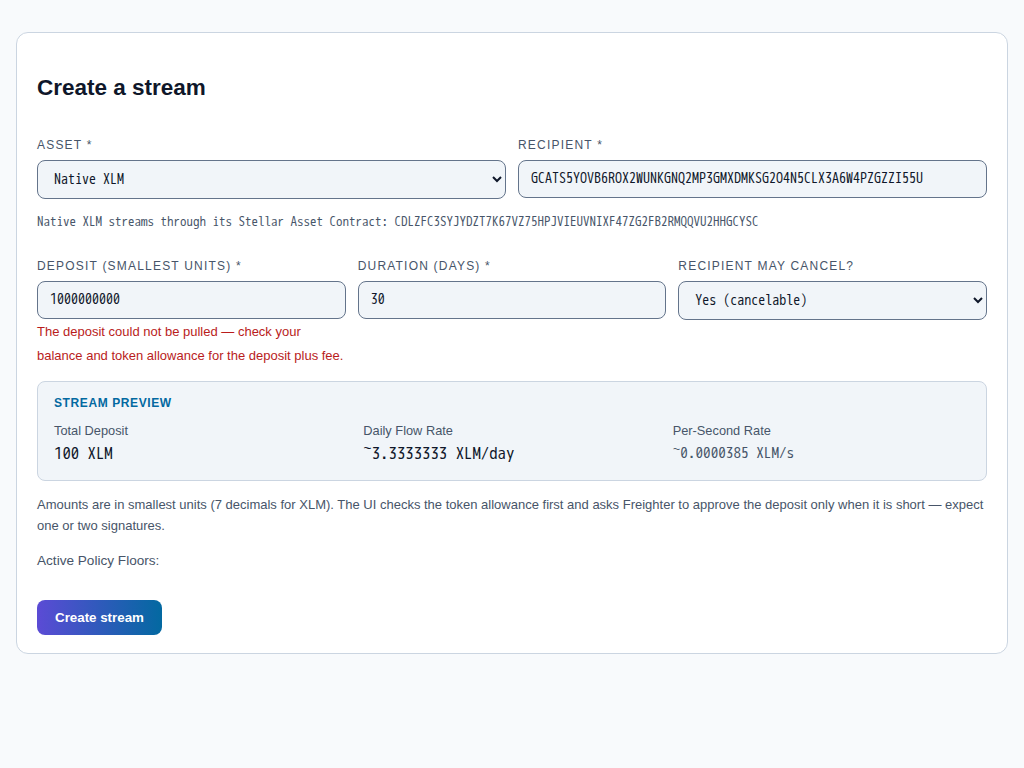 Create a stream
ASSET *
RECIPIENT *
Native XLM
GCATS5YOVB6ROX2WUNKGNQ2MP3GMXDMKSG2O4N5CLX3A6W4PZGZZI55U
Native XLM streams through its Stellar Asset Contract: CDLZFC3SYJYDZT7K67VZ75HPJVIEUVNIXF47ZG2FB2RMQQVU2HHGCYSC
DEPOSIT (SMALLEST UNITS) *
DURATION (DAYS) *
RECIPIENT MAY CANCEL?
1000000000
30
Yes (cancelable)
The deposit could not be pulled — check your
balance and token allowance for the deposit plus fee.
STREAM PREVIEW
Total Deposit
Daily Flow Rate
Per-Second Rate
100 XLM
~3.3333333 XLM/day
~0.0000385 XLM/s
Amounts are in smallest units (7 decimals for XLM). The UI checks the token allowance first and asks Freighter to approve the deposit only when it is short — expect
one or two signatures.
Active Policy Floors:
Create stream